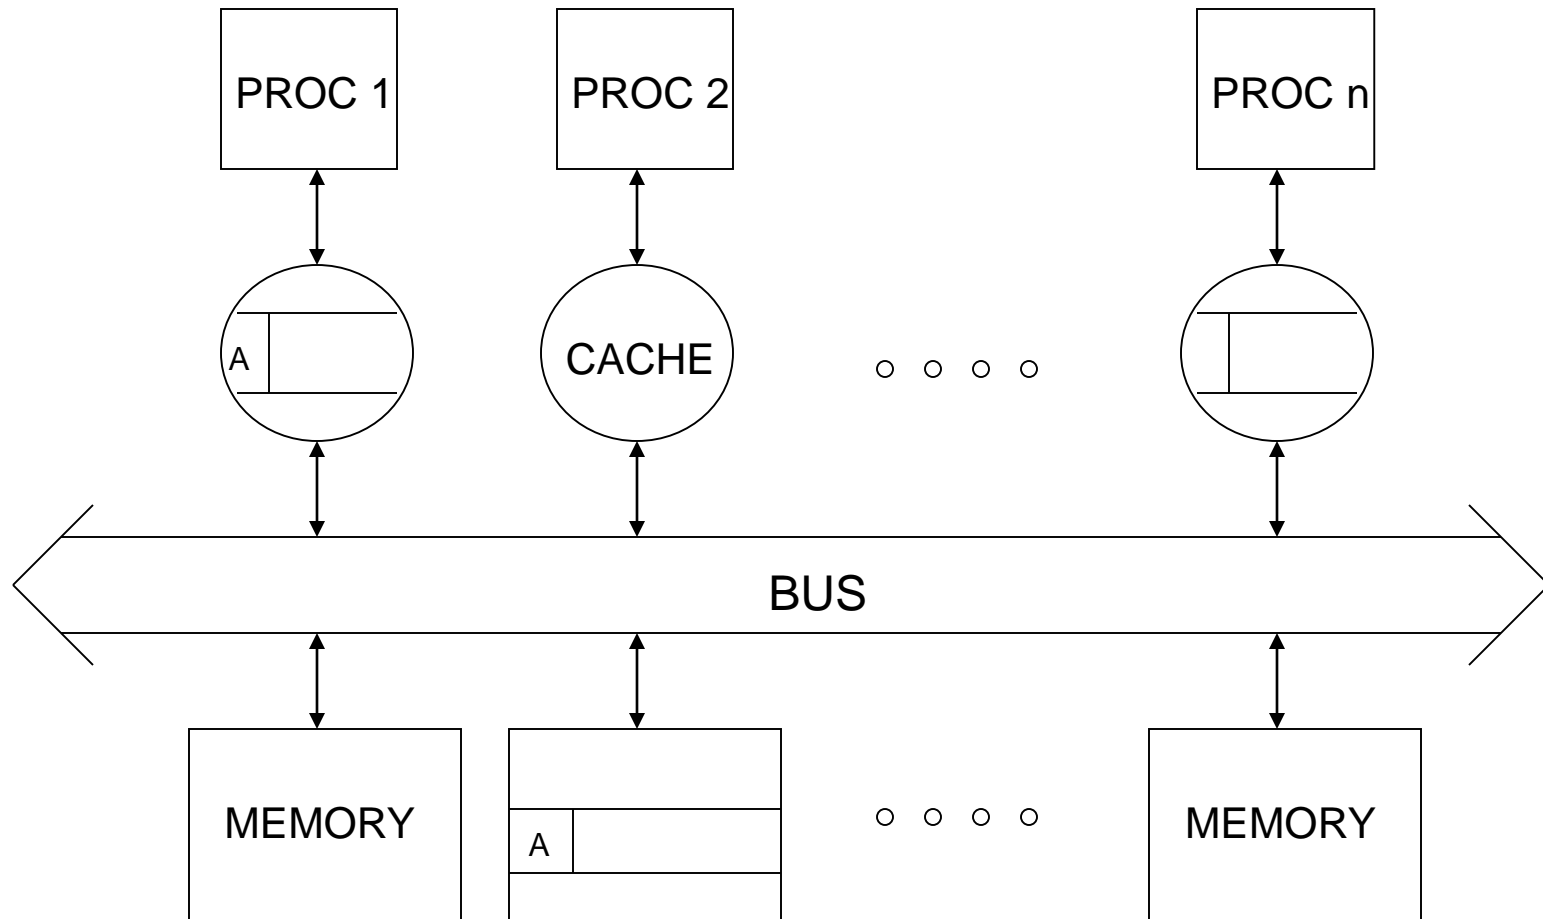 PROC 1
PROC 2
PROC n
A
CACHE
BUS
MEMORY
A
MEMORY